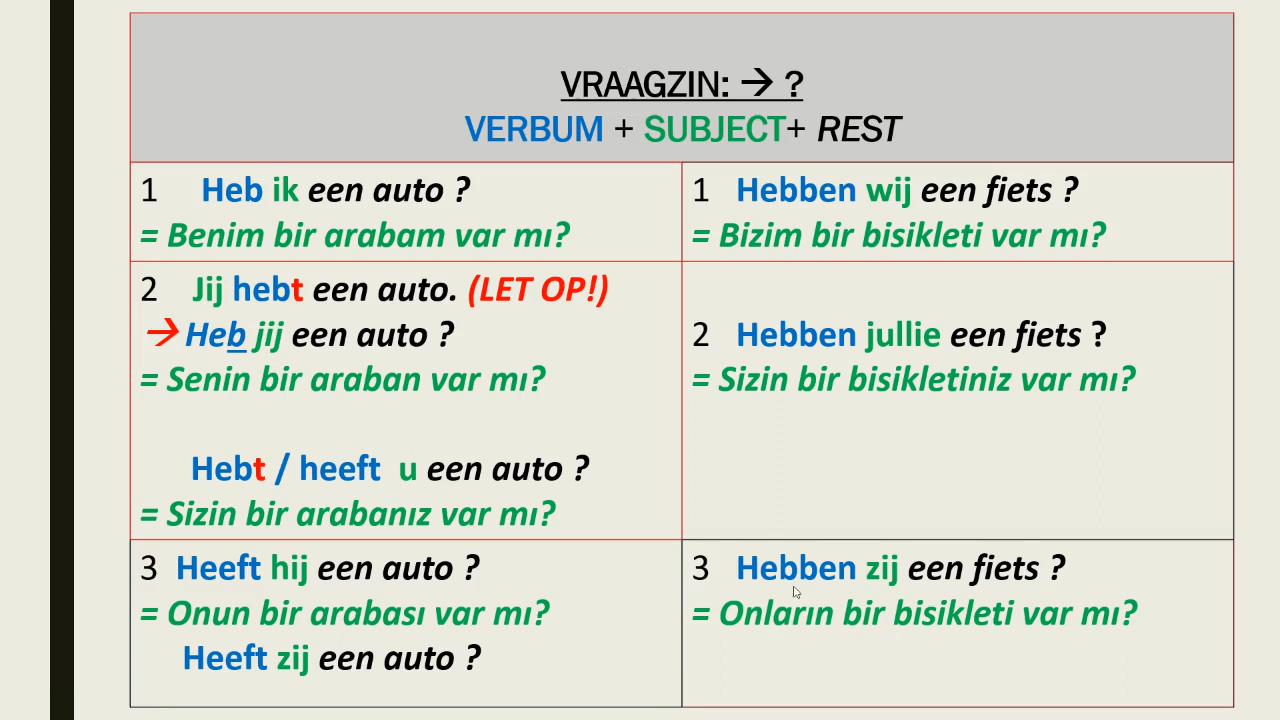 VRAAGZIN: → ?
VERBUM + SUBJECT+ REST
1 Heb ik een auto ?
= Benim bir arabam var mı?
1 Hebben wij een fiets ?
= Bizim bir bisikleti var mı?
2 Jij hebt een auto. (LET OP!)
→ Heb jij een auto ?
= Senin bir araban var mı?
Hebt / heeft u een auto ?
= Sizin bir arabanız var mı?
2 Hebben jullie een fiets ?
= Sizin bir bisikletiniz var mı?
3 Heeft hij een auto ?
= Onun bir arabası var mı?
Heeft zij een auto ?
3 Hebben zij een fiets ?
= Onların bir bisikleti var mı?